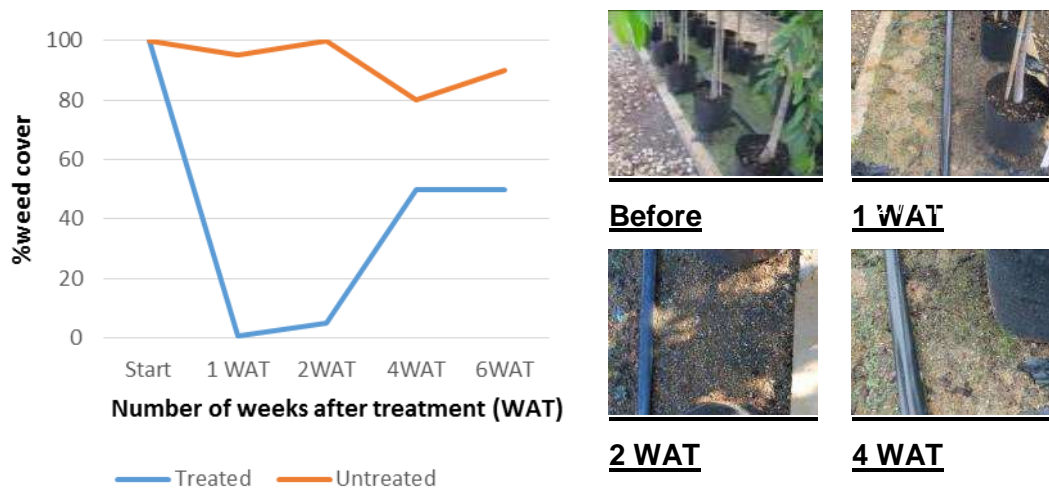 100
80
60
40
20
0
%weed cover
Start 1 WAT 2WAT 4WAT 6WAT
Number of weeks after treatment (WAT)
Treated Untreated
Before
1 WAT
2 WAT
4 WAT